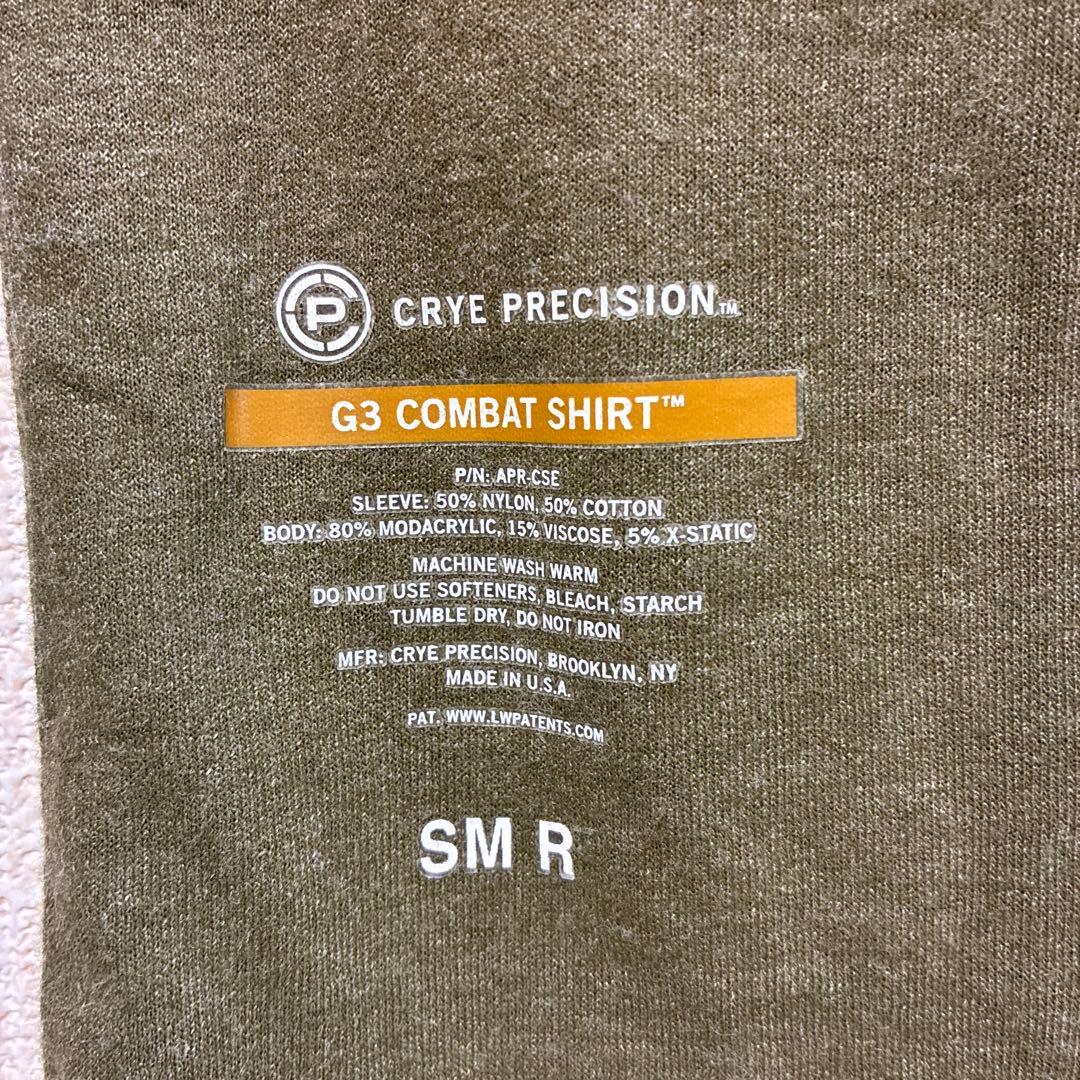 CP CRYE PRECISION™
G3 COMBAT SHIRT™
P/N: APR-CSE
SLEEVE: 50% NYLON, 50% COTTON
BODY: 80% MODACRYLIC, 15% VISCOSE, 5% X-STATIC
MACHINE WASH WARM
DO NOT USE SOFTENERS, BLEACH, STARCH
TUMBLE DRY, DO NOT IRON
MFR: CRYE PRECISION, BROOKLYN, NY
MADE IN U.S.A.
PAT. WWW.LWPATENTS.COM
SM R